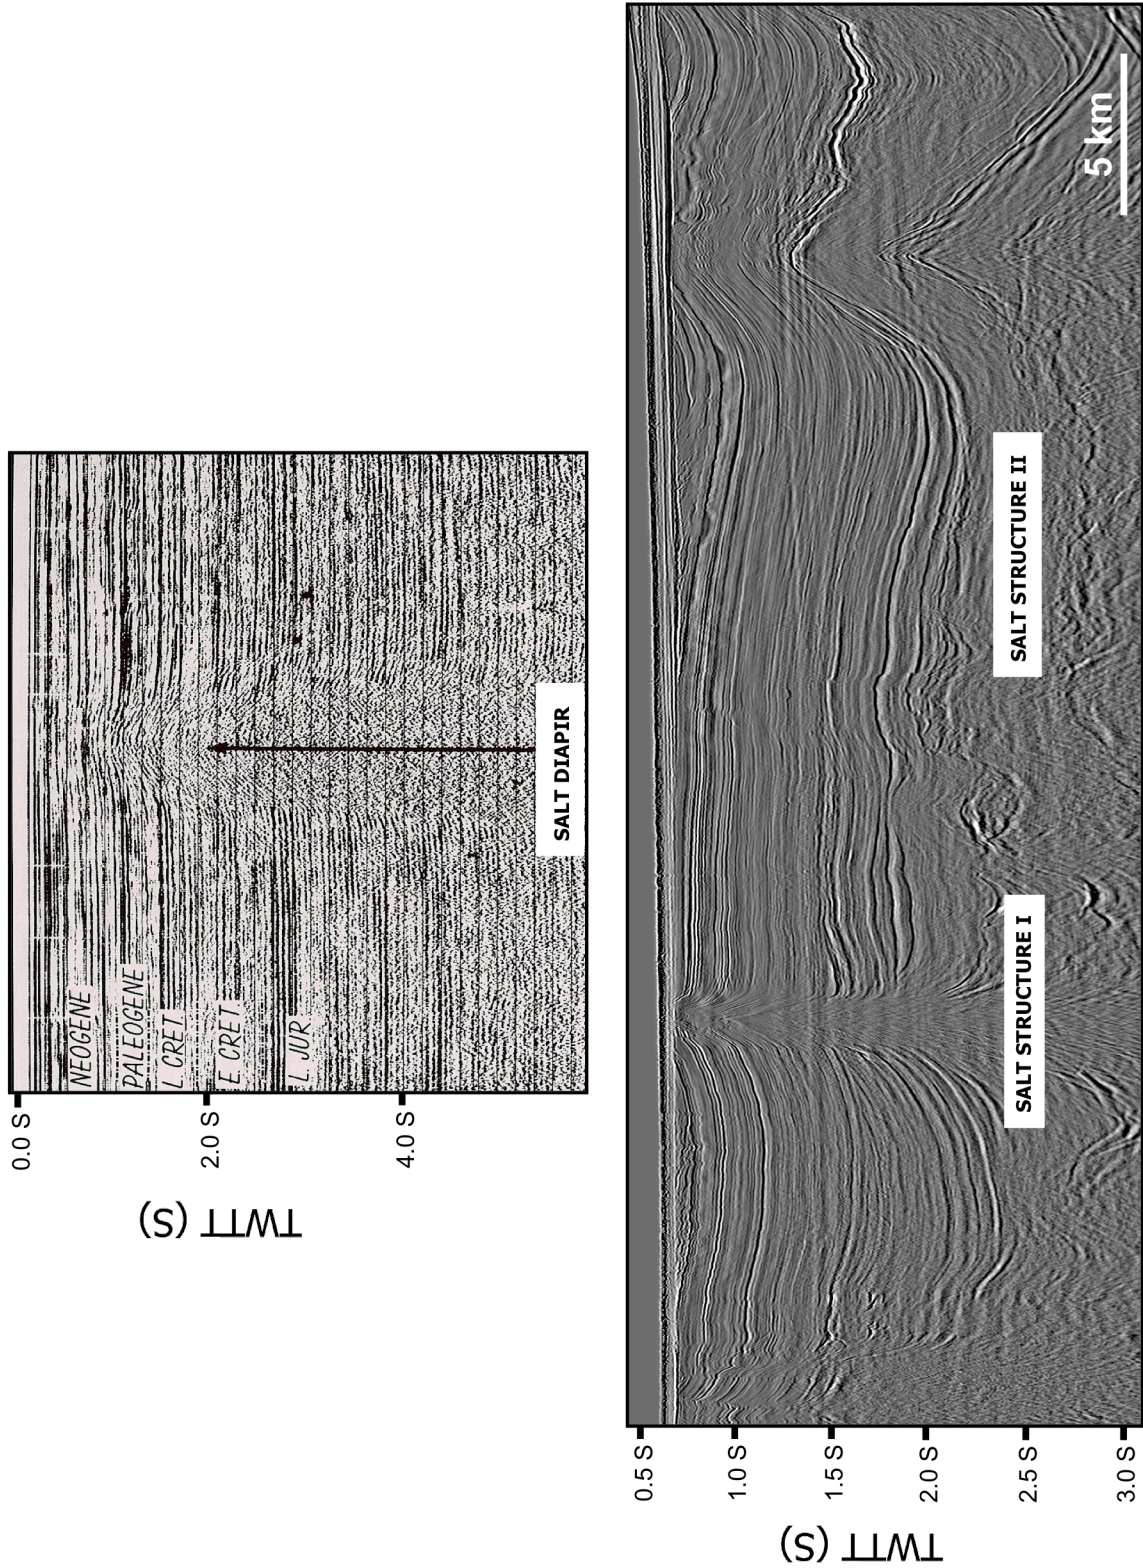 0.0 S
2.0 S
4.0 S
TWTT (S)
NEOGENE
PALEOGENE
L CRET
E CRET
L. JUR
SALT DIAPIR
0.5 S
1.0 S
1.5 S
2.0 S
2.5 S
3.0 S
TWTT (S)
SALT STRUCTURE I
SALT STRUCTURE II
5 km